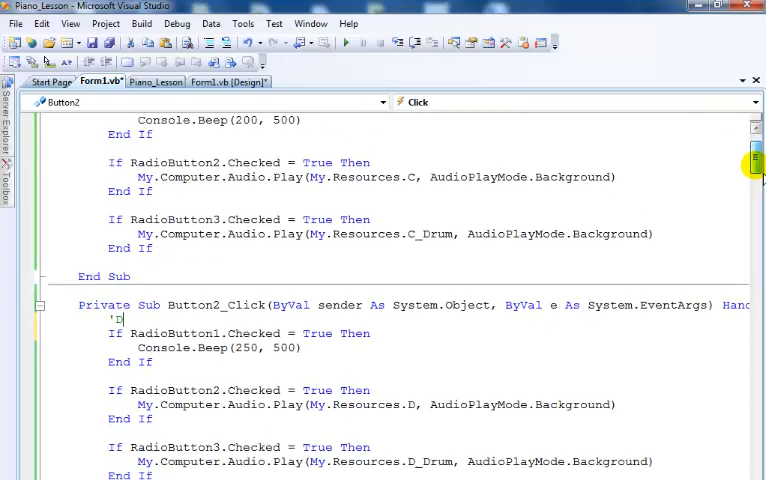 Piano_Lesson - Microsoft Visual Studio
File Edit View Project Build Debug Data Tools Test Window Help
Start Page Form1.vb* Piano_Lesson Form1.vb [Design]*
Button2 Click
Server Explorer
Toolbox
Console.Beep(200, 500)
End If
If RadioButton2.Checked = True Then
My.Computer.Audio.Play(My.Resources.C, AudioPlayMode.Background)
End If
If RadioButton3.Checked = True Then
My.Computer.Audio.Play(My.Resources.C_Drum, AudioPlayMode.Background)
End If
End Sub
Private Sub Button2_Click(ByVal sender As System.Object, ByVal e As System.EventArgs) Hand
'D
If RadioButton1.Checked = True Then
Console.Beep(250, 500)
End If
If RadioButton2.Checked = True Then
My.Computer.Audio.Play(My.Resources.D, AudioPlayMode.Background)
End If
If RadioButton3.Checked = True Then
My.Computer.Audio.Play(My.Resources.D_Drum, AudioPlayMode.Background)
End If